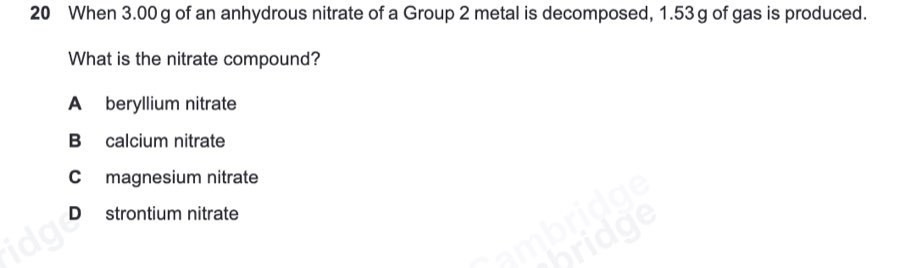 20 When 3.00 g of an anhydrous nitrate of a Group 2 metal is decomposed, 1.53 g of gas is produced.
What is the nitrate compound?
A beryllium nitrate
B calcium nitrate
C magnesium nitrate
D strontium nitrate